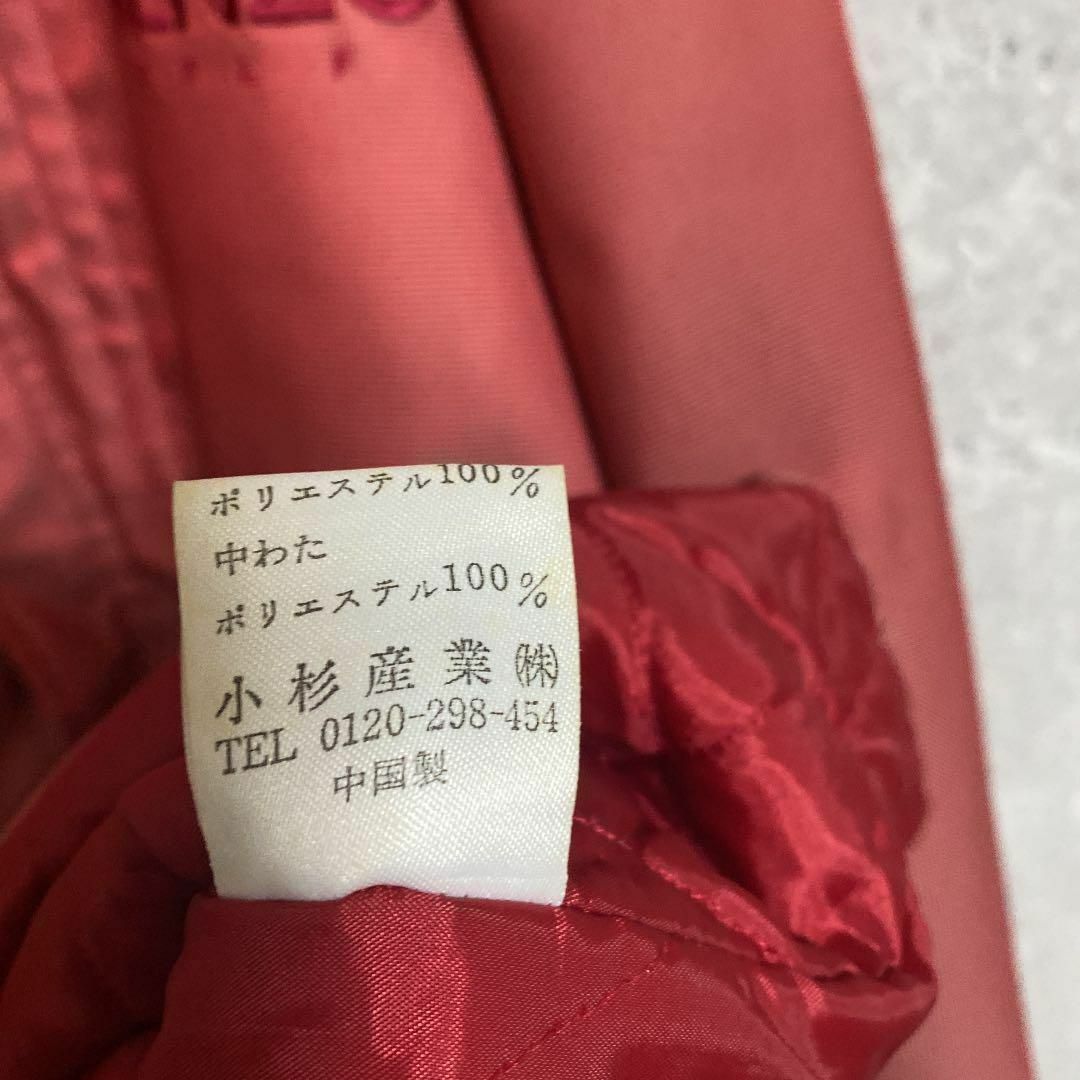 ポリエステル100%
中わた
ポリエステル100%
小杉産業㈱
TEL 0120-298-454
中国製